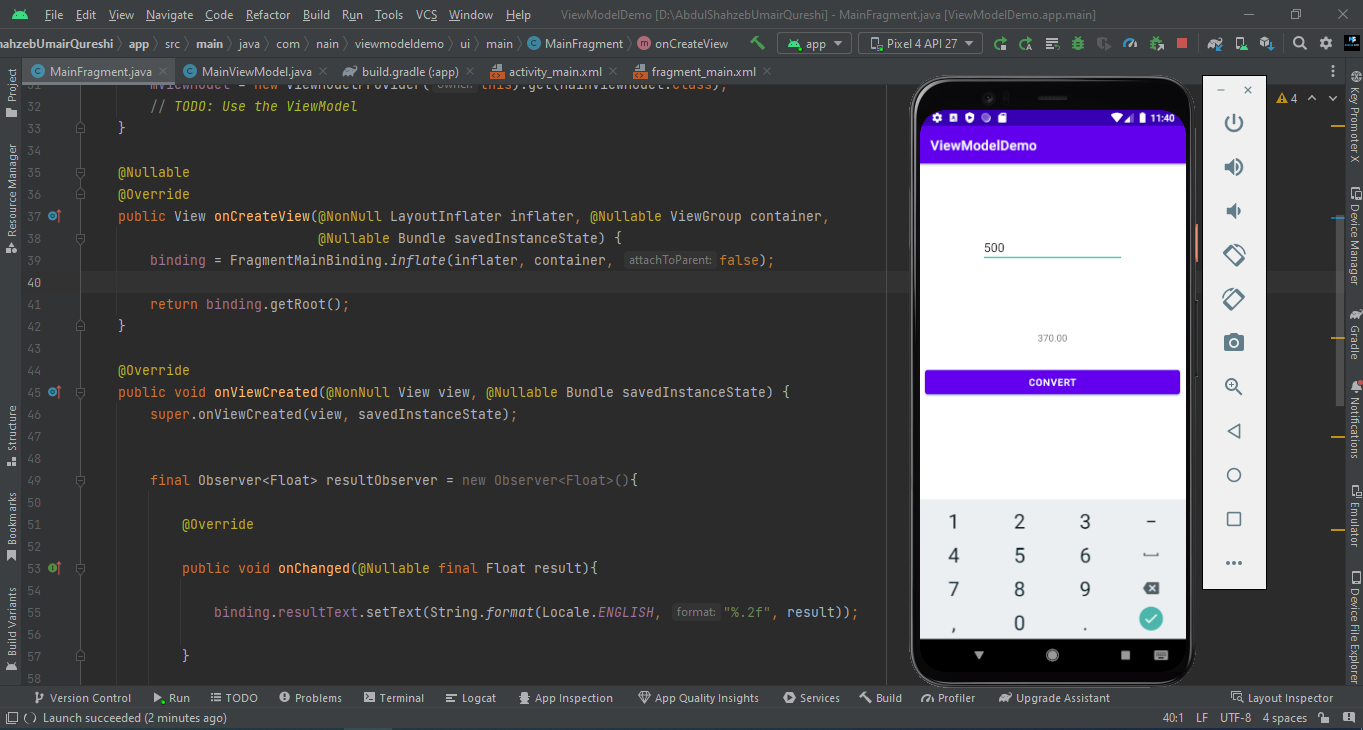 File Edit View Navigate Code Refactor Build Run Tools VCS Window Help ViewModelDemo [D:\AbdulShahzebUmairQureshi] - MainFragment.java [ViewModelDemo.app.main]
hahzebUmairQureshi app src main java com nain viewmodeldemo ui main MainFragment onCreateView app Pixel 4 API 27
MainFragment.java MainViewModel.java build.gradle (:app) activity_main.xml fragment_main.xml
31 mViewModel = new ViewModelProvider( owner: this).get(MainViewModel.class);
32 // TODO: Use the ViewModel
33 }
34
35 @Nullable
36 @Override
37 public View onCreateView(@NonNull LayoutInflater inflater, @Nullable ViewGroup container,
38 @Nullable Bundle savedInstanceState) {
39 binding = FragmentMainBinding.inflate(inflater, container, attachToParent: false);
40
41 return binding.getRoot();
42 }
43
44 @Override
45 public void onViewCreated(@NonNull View view, @Nullable Bundle savedInstanceState) {
46 super.onViewCreated(view, savedInstanceState);
47
48
49 final Observer<Float> resultObserver = new Observer<Float>(){
50
51 @Override
52
53 public void onChanged(@Nullable final Float result){
54
55 binding.resultText.setText(String.format(Locale.ENGLISH, format: "%.2f", result));
56
57 }
58
4
Project
Resource Manager
Structure
Bookmarks
Build Variants
11:40
ViewModelDemo
500
370.00
CONVERT
1 2 3 -
4 5 6
7 8 9
, 0 .
Key Promoter X
Device Manager
Gradle
Notifications
Emulator
Device File Explorer
Version Control Run TODO Problems Terminal Logcat App Inspection App Quality Insights Services Build Profiler Upgrade Assistant Layout Inspector
Launch succeeded (2 minutes ago) 40:1 LF UTF-8 4 spaces